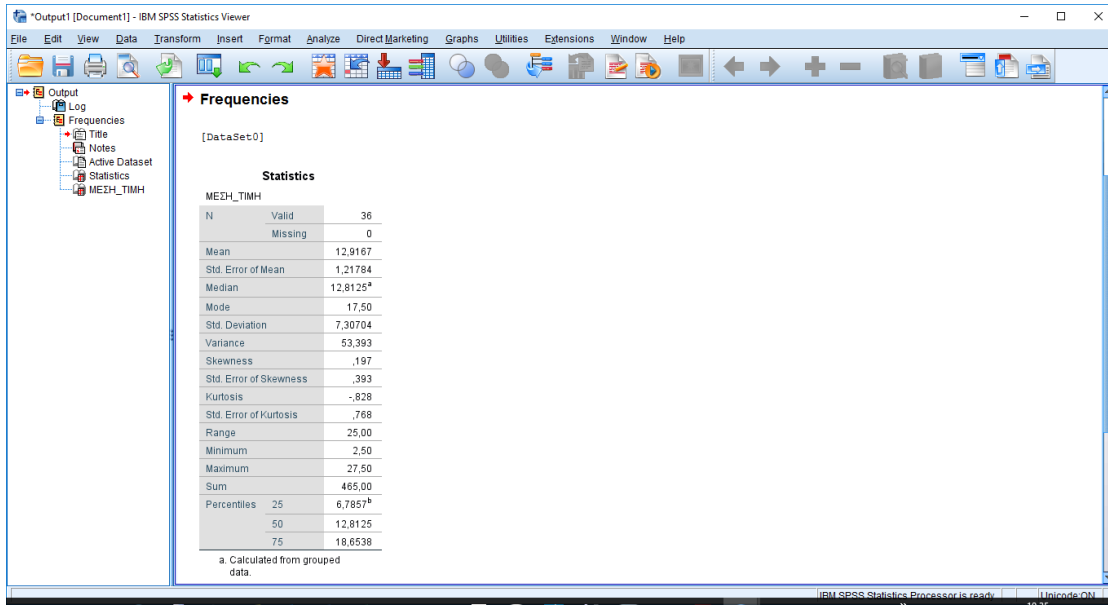 *Output1 [Document1] - IBM SPSS Statistics Viewer
File Edit View Data Transform Insert Format Analyze Direct Marketing Graphs Utilities Extensions Window Help
Output
Log
Frequencies
Title
Notes
Active Dataset
Statistics
ΜΕΣΗ_ΤΙΜΗ
Frequencies
[DataSet0]
Statistics
ΜΕΣΗ_ΤΙΜΗ
N Valid 36
Missing 0
Mean 12,9167
Std. Error of Mean 1,21784
Median 12,8125a
Mode 17,50
Std. Deviation 7,30704
Variance 53,393
Skewness ,197
Std. Error of Skewness ,393
Kurtosis -,828
Std. Error of Kurtosis ,768
Range 25,00
Minimum 2,50
Maximum 27,50
Sum 465,00
Percentiles 25 6,7857b
50 12,8125
75 18,6538
a. Calculated from grouped
data.
IBM SPSS Statistics Processor is ready Unicode:ON